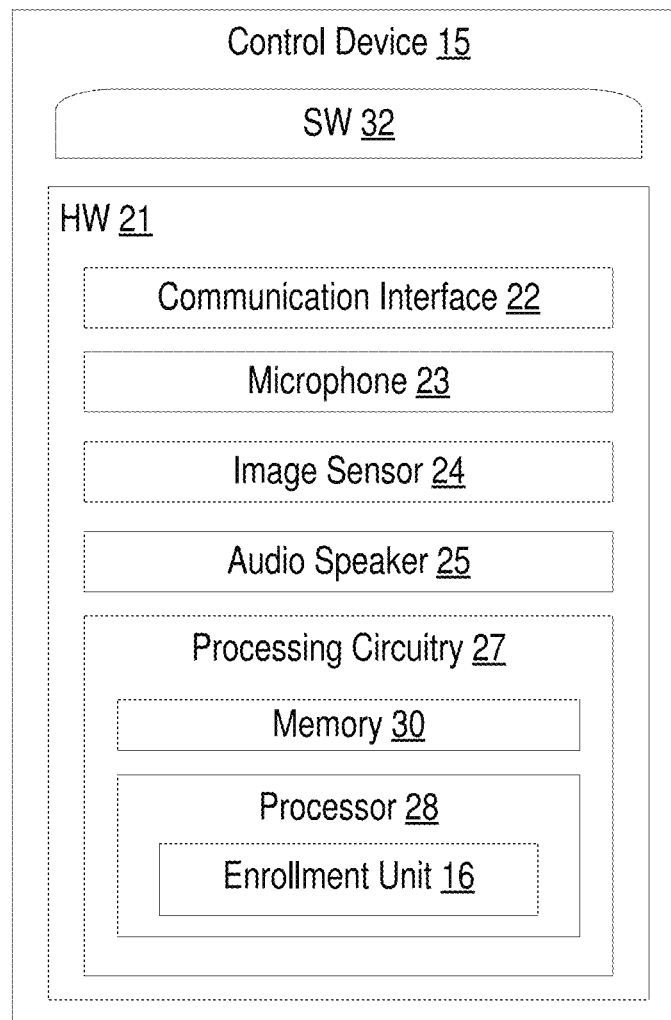 Control Device 15
SW 32
HW 21
Communication Interface 22
Microphone 23
Image Sensor 24
Audio Speaker 25
Processing Circuitry 27
Memory 30
Processor 28
Enrollment Unit 16